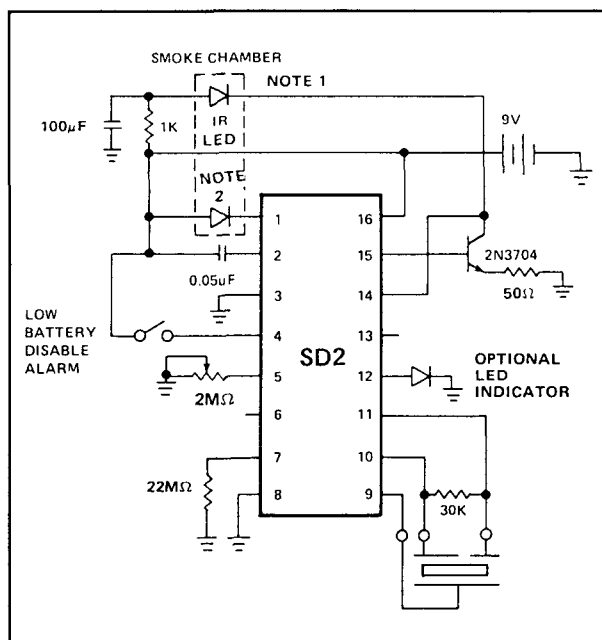 SMOKE CHAMBER
NOTE 1
100μF
1K
IR
LED
9V
NOTE
2
1
16
2
15
2N3704
0.05uF
50Ω
3
14
LOW
BATTERY
DISABLE
ALARM
4
13
SD2
OPTIONAL
LED
INDICATOR
5
12
2MΩ
6
11
7
10
22MΩ
30K
8
9